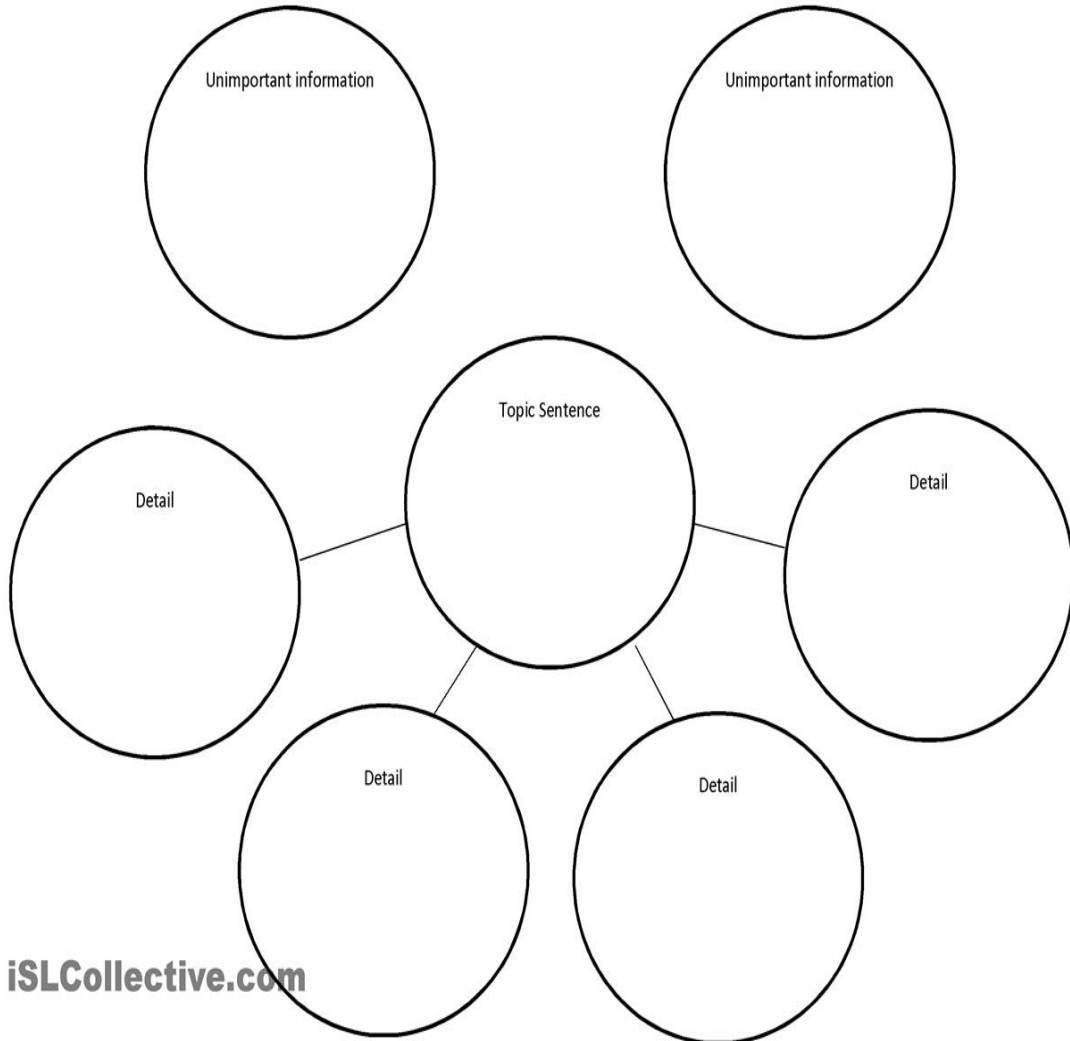 Unimportant information
Unimportant information
Topic Sentence
Detail
Detail
Detail
Detail
iSLCollective.com